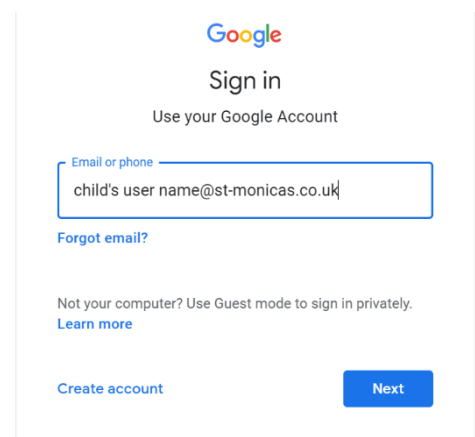 Google
Sign in
Use your Google Account
Email or phone
child's user name@st-monicas.co.uk
Forgot email?
Not your computer? Use Guest mode to sign in privately.
Learn more
Create account
Next